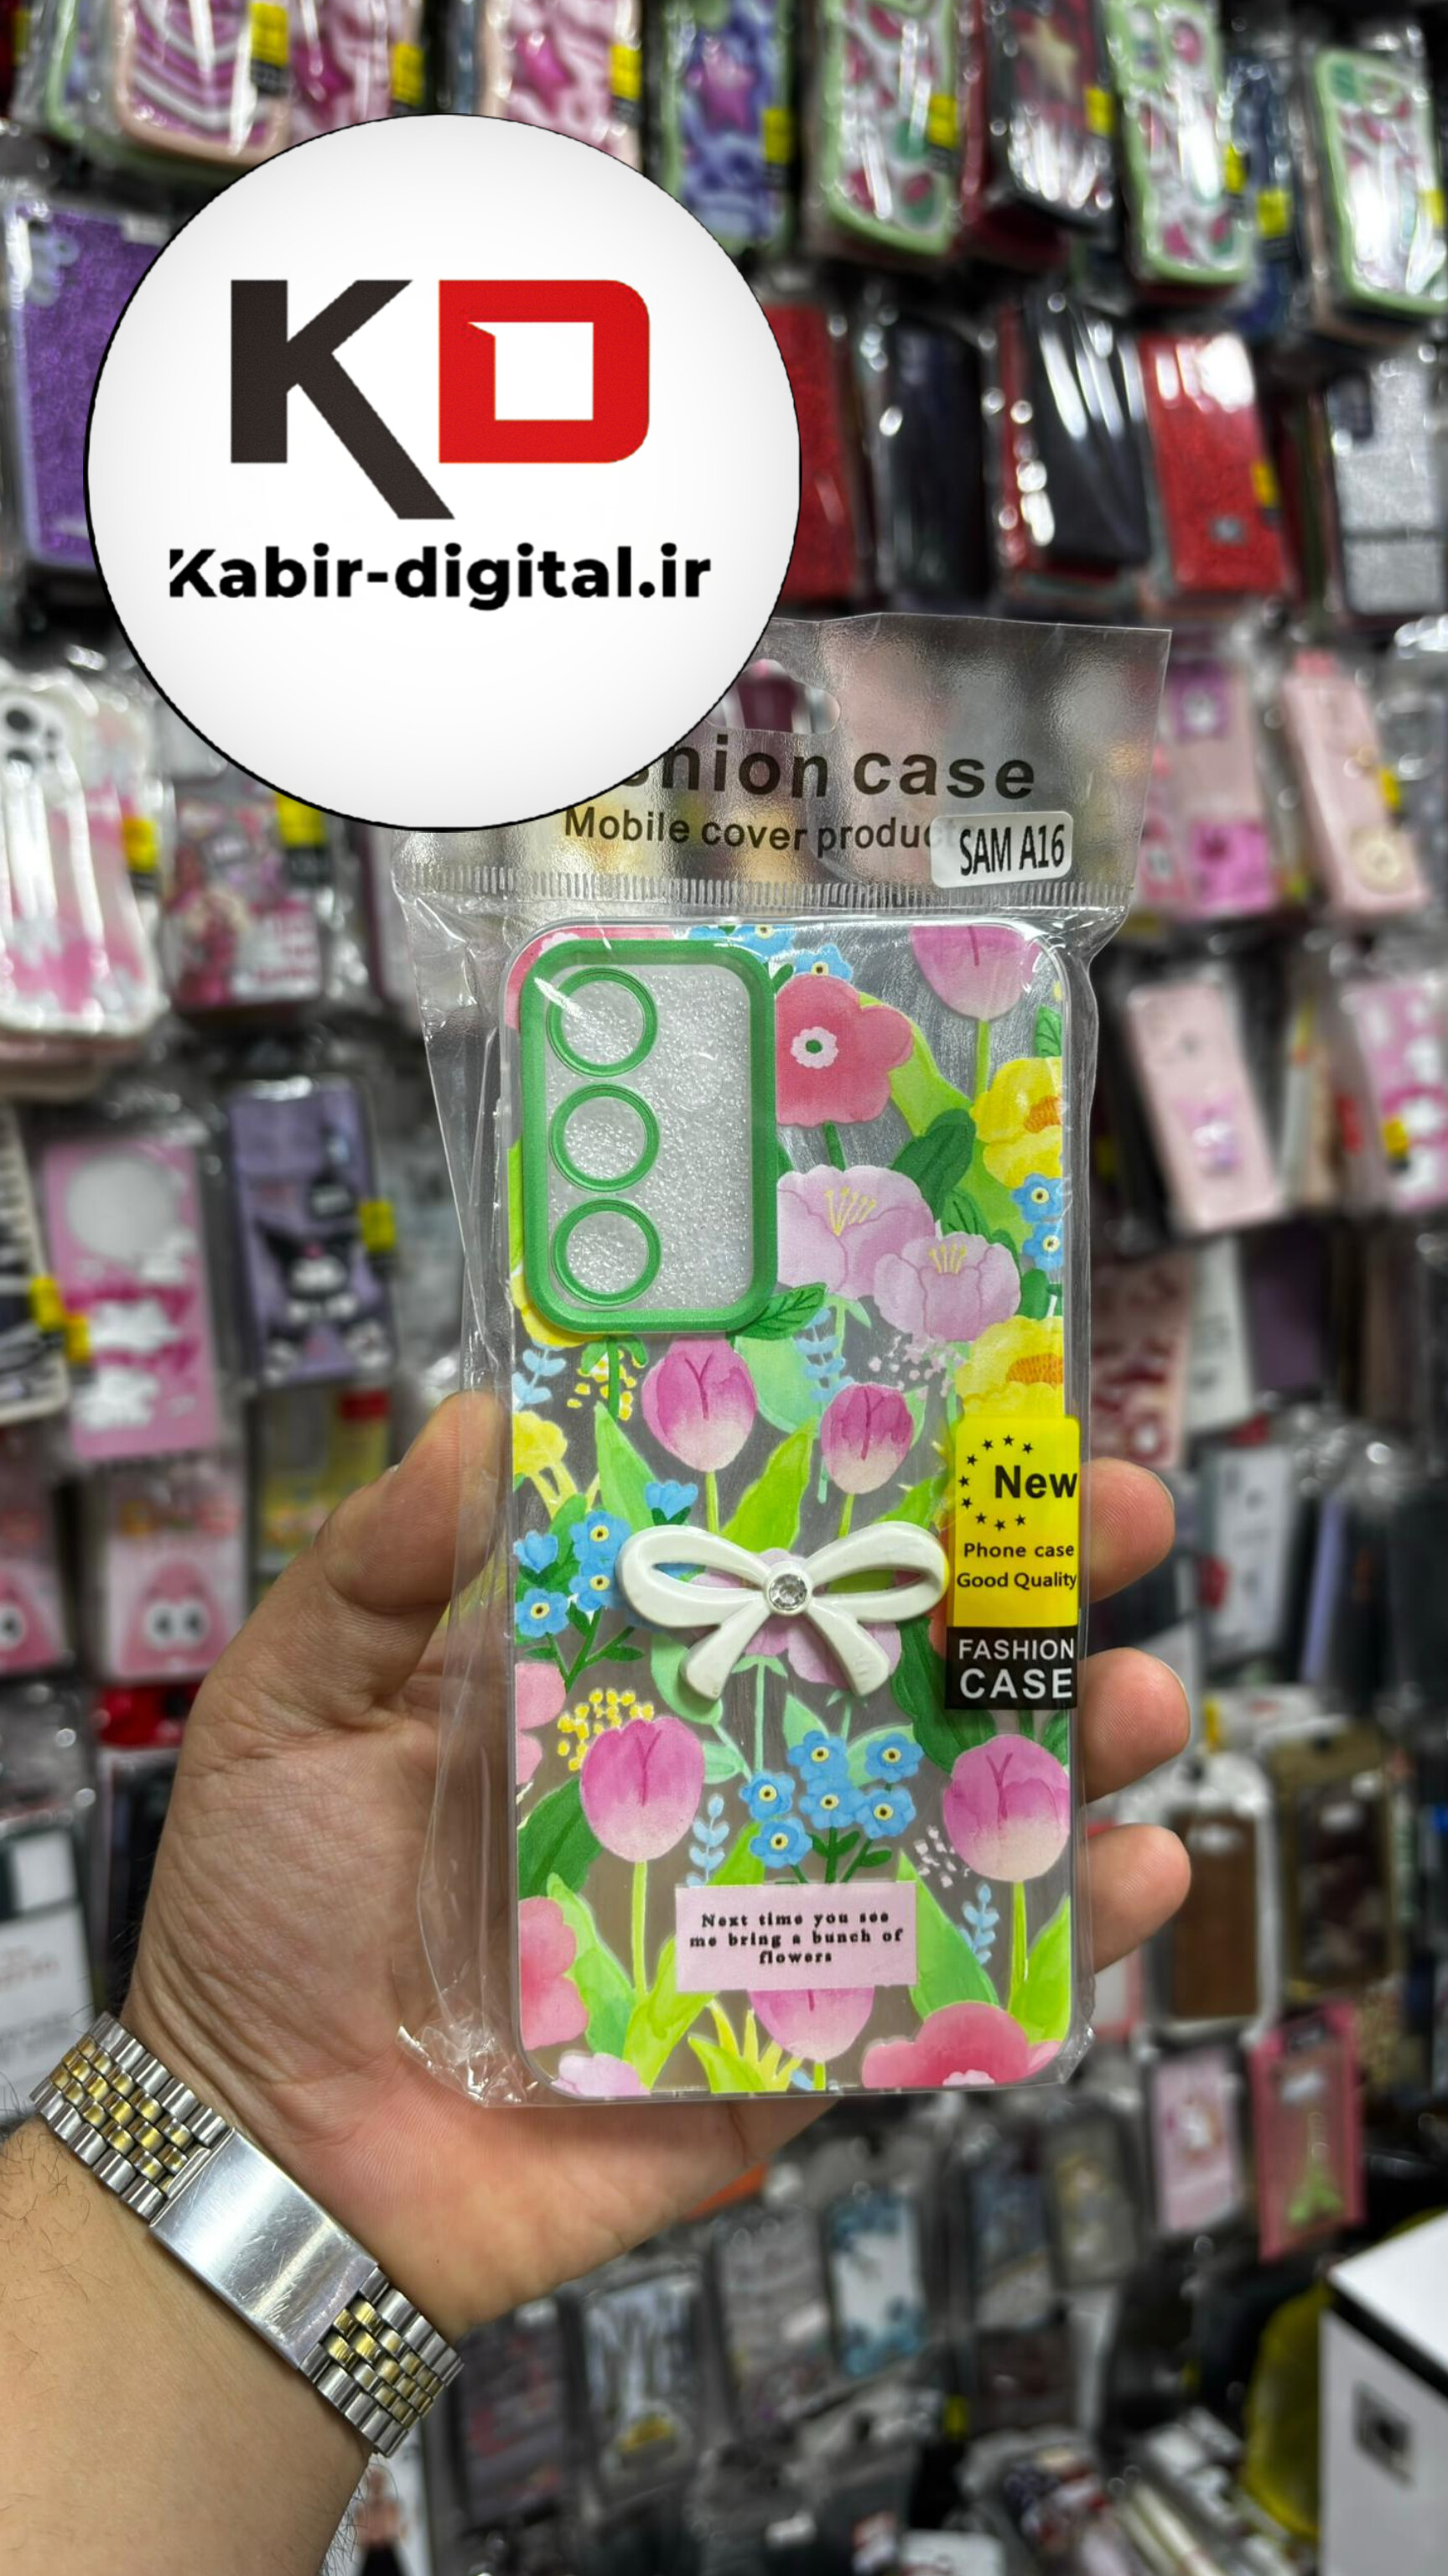 KD
Kabir-digital.ir
case
Mobile cover produc
SAM A16
New
Phone case
Good Quality
FASHION
CASE
Next time you see
me bring a bunch of
flowers